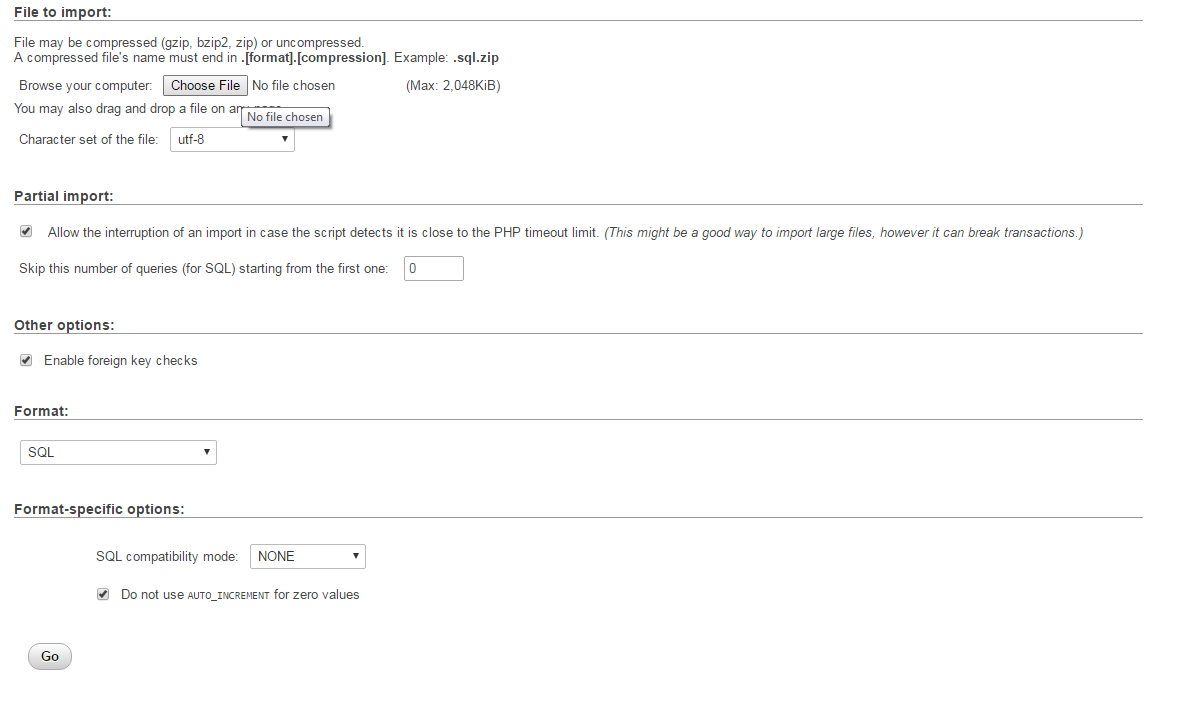 File to import:
File may be compressed (gzip, bzip2, zip) or uncompressed.
A compressed file's name must end in .[format].[compression]. Example: .sql.zip
Browse your computer: Choose File No file chosen (Max: 2,048KiB)
You may also drag and drop a file on any page.
No file chosen
Character set of the file: utf-8
Partial import:
Allow the interruption of an import in case the script detects it is close to the PHP timeout limit. (This might be a good way to import large files, however it can break transactions.)
Skip this number of queries (for SQL) starting from the first one: 0
Other options:
Enable foreign key checks
Format:
SQL
Format-specific options:
SQL compatibility mode: NONE
Do not use AUTO_INCREMENT for zero values
Go